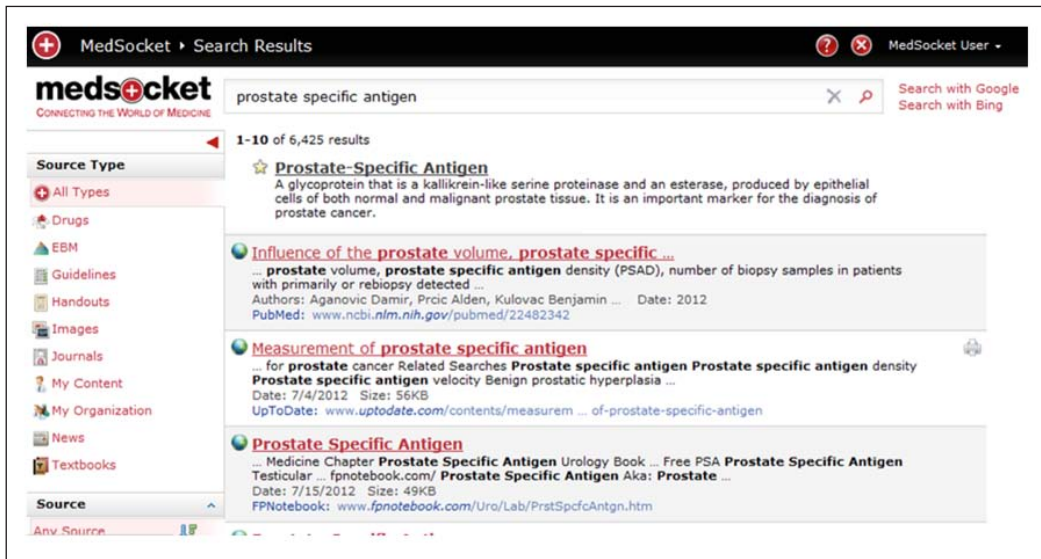 MedSocket ▸ Search Results
MedSocket User
medsocket
CONNECTING THE WORLD OF MEDICINE
prostate specific antigen
Search with Google
Search with Bing
Source Type
All Types
Drugs
EBM
Guidelines
Handouts
Images
Journals
My Content
My Organization
News
Textbooks
Source
Any Source
1-10 of 6,425 results
Prostate-Specific Antigen
A glycoprotein that is a kallikrein-like serine proteinase and an esterase, produced by epithelial
cells of both normal and malignant prostate tissue. It is an important marker for the diagnosis of
prostate cancer.
Influence of the prostate volume, prostate specific ...
... prostate volume, prostate specific antigen density (PSAD), number of biopsy samples in patients
with primarily or rebiopsy detected ...
Authors: Aganovic Damir, Prcic Alden, Kulovac Benjamin ... Date: 2012
PubMed: www.ncbi.nlm.nih.gov/pubmed/22482342
Measurement of prostate specific antigen
... for prostate cancer Related Searches Prostate specific antigen Prostate specific antigen density
Prostate specific antigen velocity Benign prostatic hyperplasia ...
Date: 7/4/2012 Size: 56KB
UpToDate: www.uptodate.com/contents/measurem ... of-prostate-specific-antigen
Prostate Specific Antigen
... Medicine Chapter Prostate Specific Antigen Urology Book ... Free PSA Prostate Specific Antigen
Testicular ... fpnotebook.com/ Prostate Specific Antigen Aka: Prostate ...
Date: 7/15/2012 Size: 49KB
FPNotebook: www.fpnotebook.com/Uro/Lab/PrstSpcfcAntgn.htm